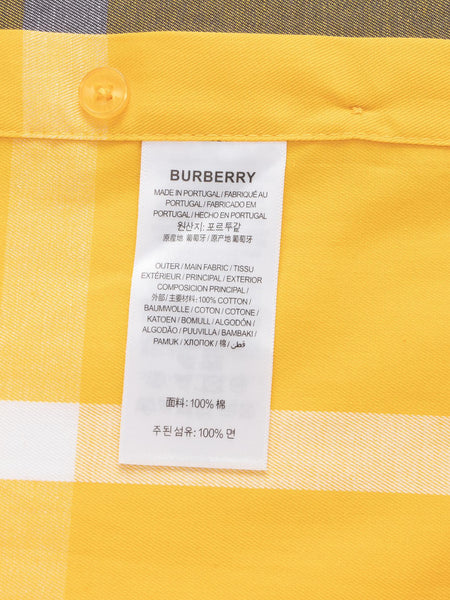 BURBERRY
MADE IN PORTUGAL / FABRIQUÉ AU
PORTUGAL / FABRICADO EM
PORTUGAL / HECHO EN PORTUGAL
원산지: 포르투갈
原産地 葡萄牙 / 原产地 葡萄牙
OUTER / MAIN FABRIC / TISSU
EXTÉRIEUR / PRINCIPAL / EXTERIOR
COMPOSICIÓN PRINCIPAL /
外部 / 主要材料: 100% COTTON /
BAUMWOLLE / COTON / COTONE /
KATOEN / BOMULL / ALGODÓN /
ALGODÃO / PUUVILLA / BAMBAKI /
PAMUK / ХЛОПОК / 棉 / قطن /
面料: 100% 棉
주된섬유: 100% 면